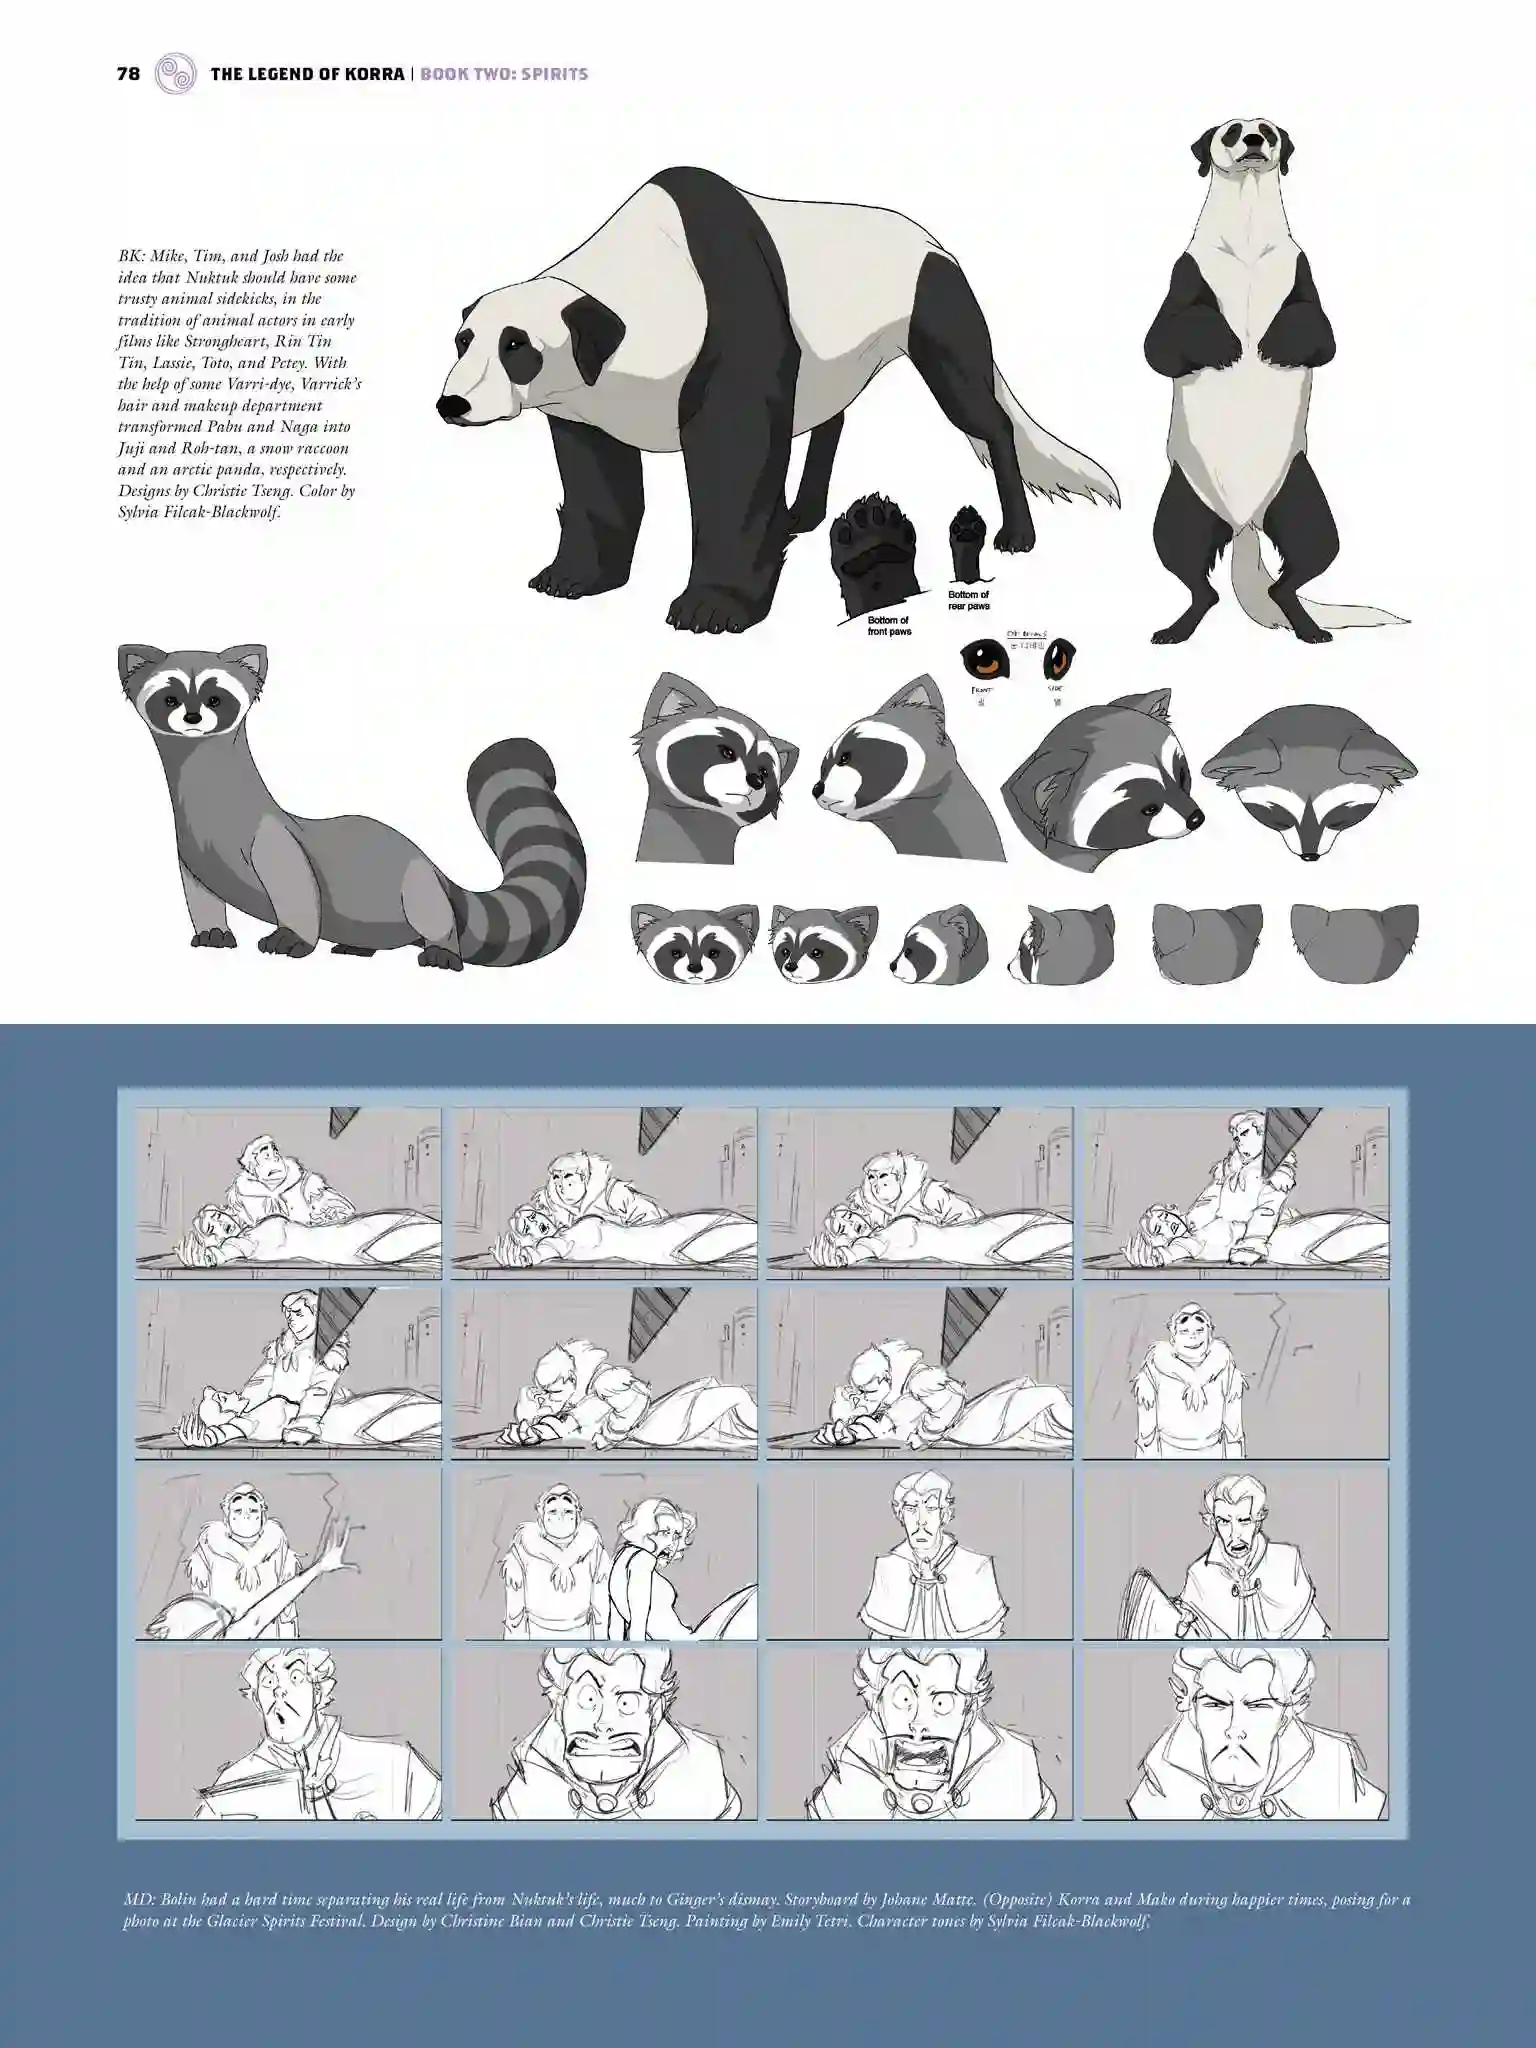 78 THE LEGEND OF KORRA | BOOK TWO: SPIRITS
BK: Mike, Tim, and Josh had the
idea that Nuktuk should have some
trusty animal sidekicks, in the
tradition of animal actors in early
films like Strongheart, Rin Tin
Tin, Lassie, Toto, and Petey. With
the help of some Varri-dye, Varrick's
hair and makeup department
transformed Pabu and Naga into
Juji and Roh-tan, a snow raccoon
and an arctic panda, respectively.
Designs by Christie Tseng. Color by
Sylvia Filcak-Blackwolf.
Bottom of
front paws
Bottom of
rear paws
FRONT
SIDE
MD: Bolin had a hard time separating his real life from Nuktuk's life, much to Ginger's dismay. Storyboard by Johane Matte. (Opposite) Korra and Mako during happier times, posing for a
photo at the Glacier Spirits Festival. Design by Christine Bian and Christie Tseng. Painting by Emily Tetri. Character tones by Sylvia Filcak-Blackwolf.